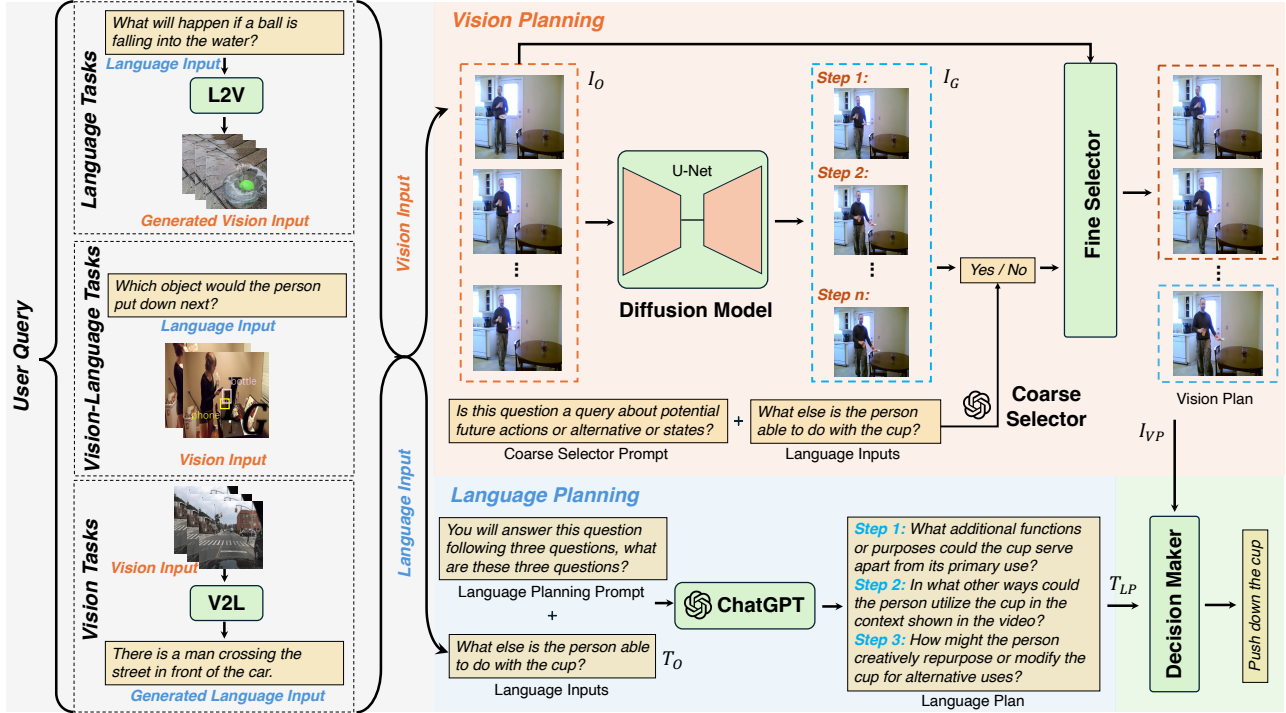 User Query
Language Tasks
What will happen if a ball is
falling into the water?
Language Input
L2V
Generated Vision Input
Vision-Language Tasks
Which object would the person
put down next?
Language Input
bottle
phone
Vision Input
Vision Tasks
Vision Input
V2L
There is a man crossing the
street in front of the car.
Generated Language Input
Vision Input
Language Input
Vision Planning
I_O
U-Net
Diffusion Model
Step 1:
Step 2:
Step n:
I_G
Yes / No
Fine Selector
Vision Plan
Is this question a query about potential
future actions or alternative or states?
Coarse Selector Prompt
+
What else is the person
able to do with the cup?
Language Inputs
Coarse
Selector
I_VP
Language Planning
You will answer this question
following three questions, what
are these three questions?
Language Planning Prompt
+
What else is the person able
to do with the cup?
Language Inputs
T_O
ChatGPT
Step 1: What additional functions
or purposes could the cup serve
apart from its primary use?
Step 2: In what other ways could
the person utilize the cup in the
context shown in the video?
Step 3: How might the person
creatively repurpose or modify the
cup for alternative uses?
Language Plan
T_LP
Decision Maker
Push down the cup